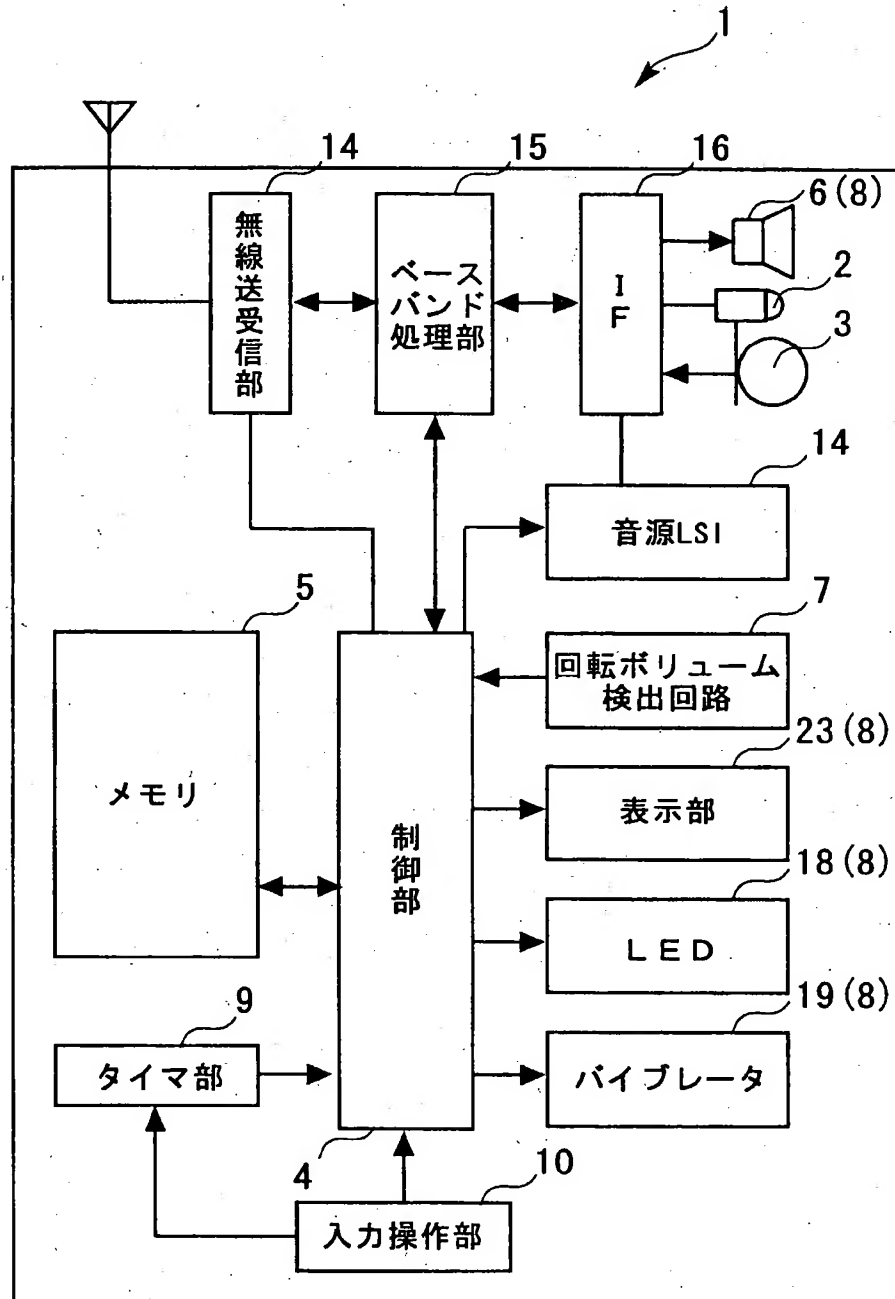 1
14
無線送受信部
15
ベース
バンド
処理部
16
IF
6(8)
2
3
14
音源LSI
5
メモリ
7
回転ボリューム
検出回路
23(8)
表示部
制御部
18(8)
LED
9
タイマ部
19(8)
バイブレータ
4
10
入力操作部